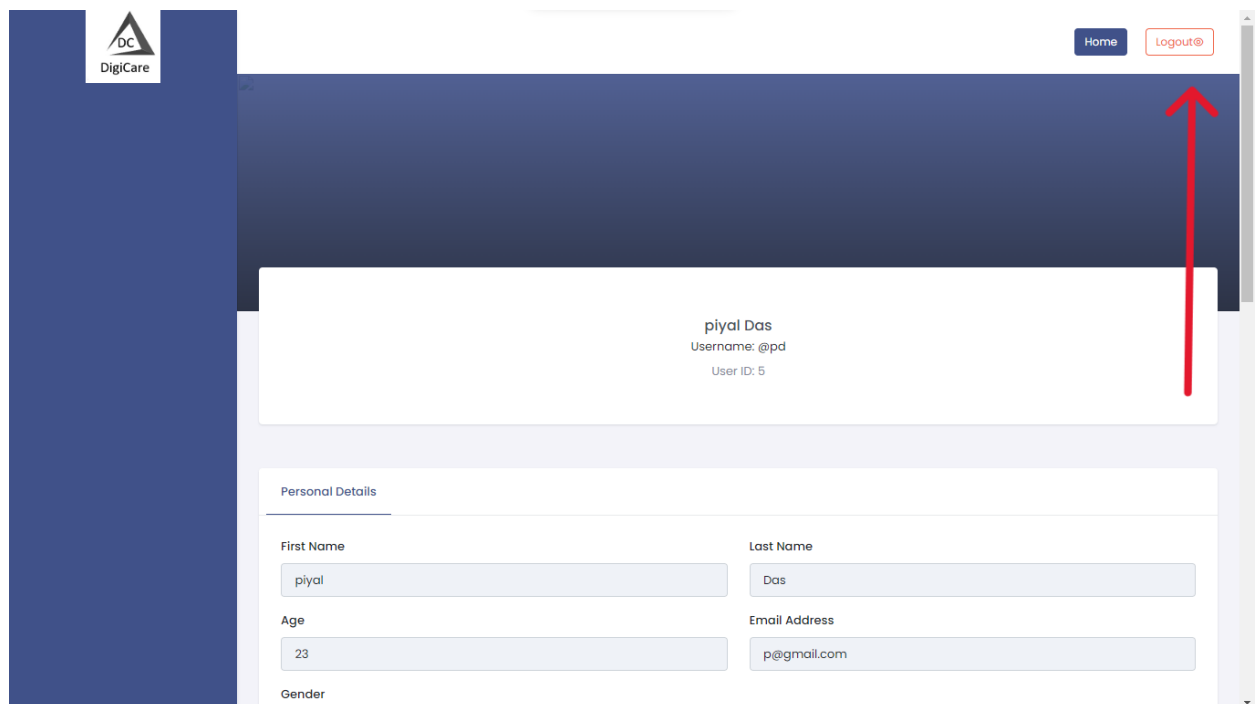 DC
DigiCare
Home
Logout
piyal Das
Username: @pd
User ID: 5
Personal Details
First Name
Last Name
piyal
Das
Age
Email Address
23
p@gmail.com
Gender